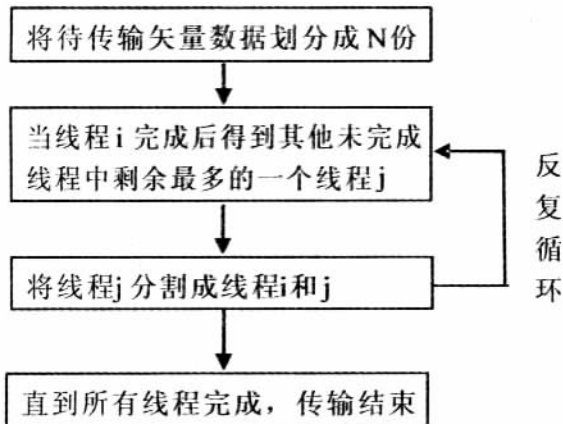 将待传输矢量数据划分成N份
当线程i完成后得到其他未完成
线程中剩余最多的一个线程j
反
复
循
环
将线程j分割成线程i和j
直到所有线程完成，传输结束